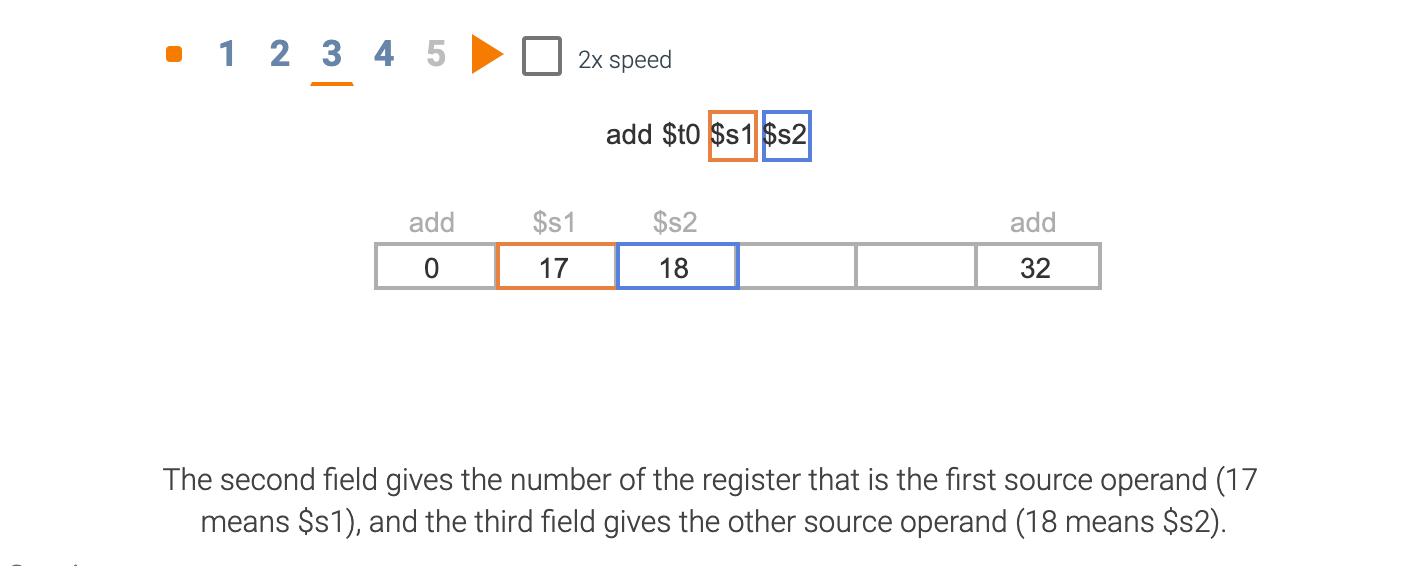 1 2 3 4 5 2x speed
add $t0 $s1 $s2
add $s1 $s2 add
0 17 18 32
The second field gives the number of the register that is the first source operand (17
means $s1), and the third field gives the other source operand (18 means $s2).